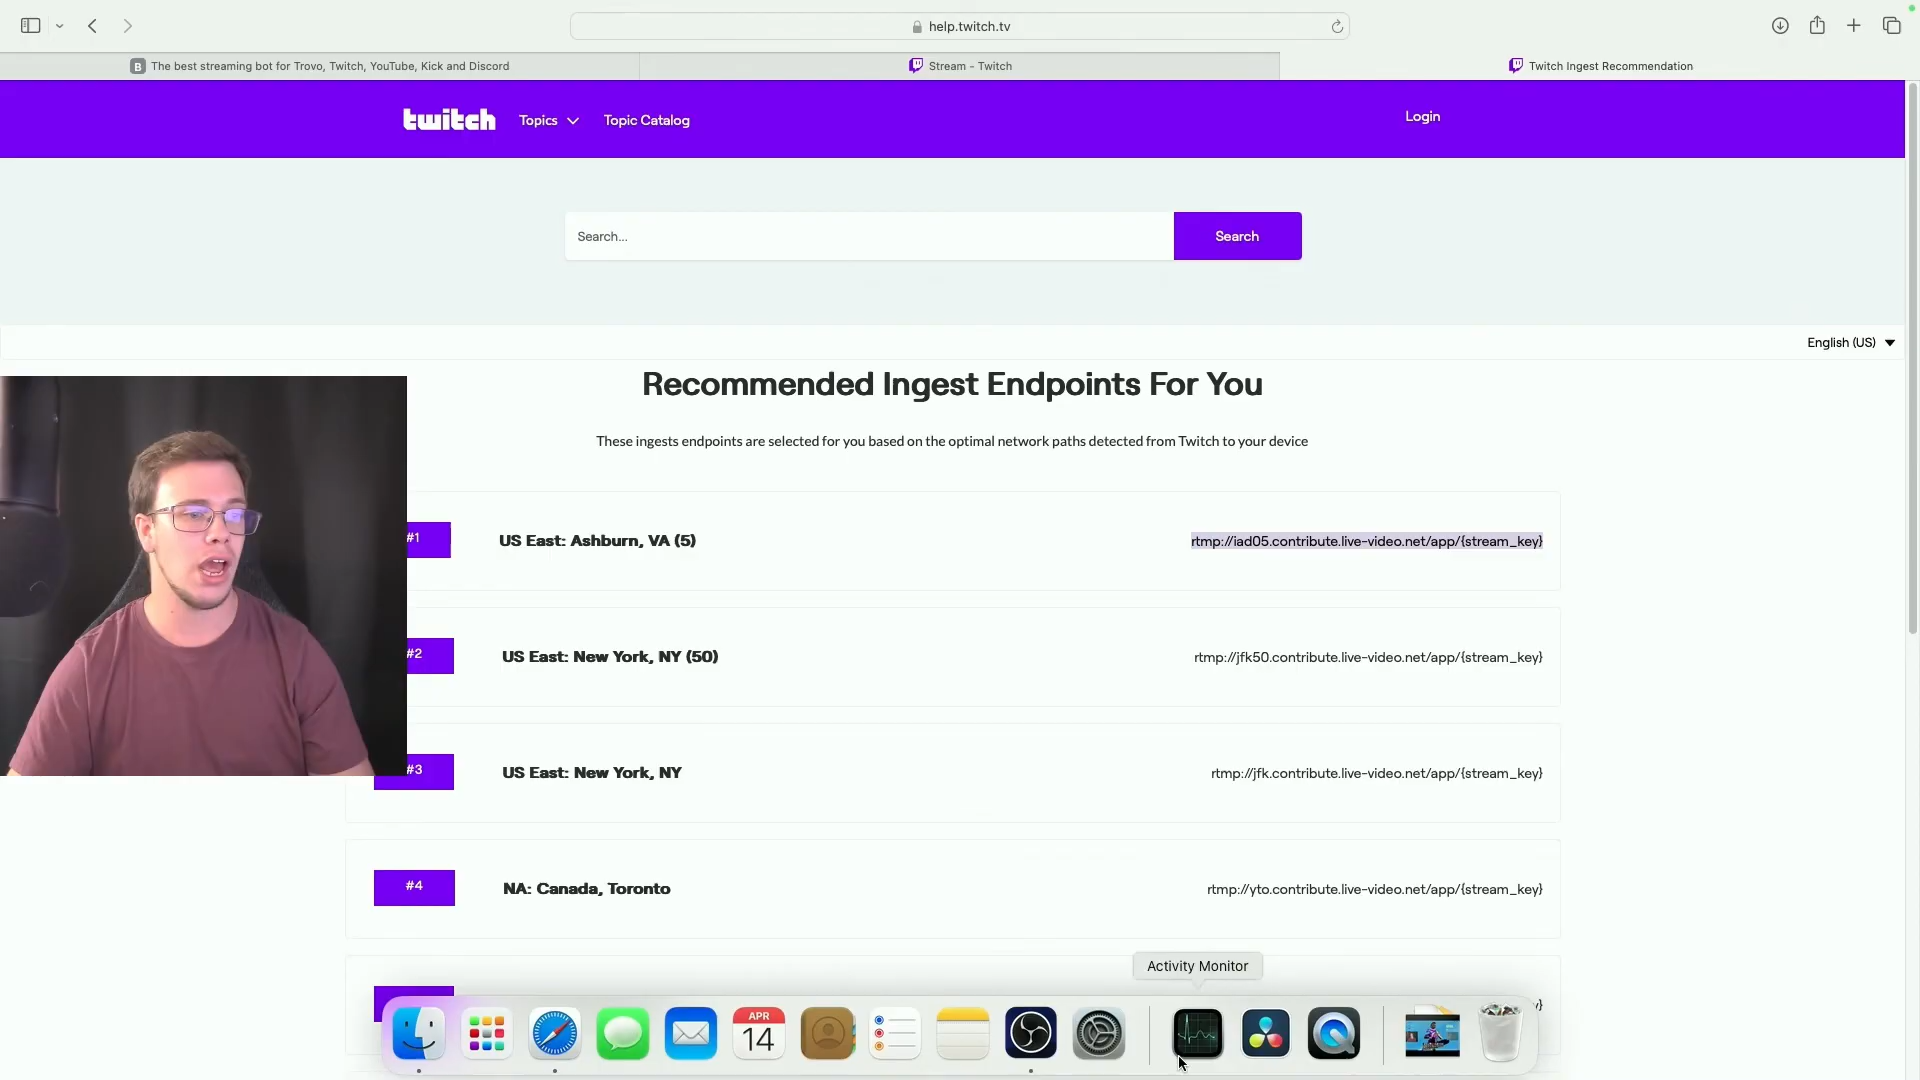 help.twitch.tv
B The best streaming bot for Trovo, Twitch, YouTube, Kick and Discord
Stream - Twitch
Twitch Ingest Recommendation
twitch
Topics
Topic Catalog
Login
Search...
Search
English (US)
Recommended Ingest Endpoints For You
These ingests endpoints are selected for you based on the optimal network paths detected from Twitch to your device
#1 US East: Ashburn, VA (5) rtmp://iad05.contribute.live-video.net/app/{stream_key}
#2 US East: New York, NY (50) rtmp://jfk50.contribute.live-video.net/app/{stream_key}
#3 US East: New York, NY rtmp://jfk.contribute.live-video.net/app/{stream_key}
#4 NA: Canada, Toronto rtmp://yto.contribute.live-video.net/app/{stream_key}
Activity Monitor
APR
14